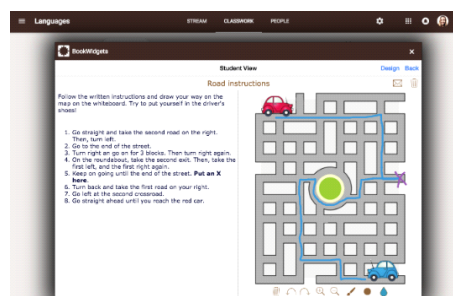 Languages
STREAM CLASSWORK PEOPLE
BookWidgets
Student View
Design Back
Road instructions
Follow the written instructions and draw your way on the
map on the whiteboard. Try to put yourself in the driver's
shoes!
1. Go straight and take the second road on the right.
Then, turn left.
2. Go to the end of the street.
3. Turn right an go on for 3 blocks. Then turn right again.
4. On the roundabout, take the second exit. Then, take the
first left, and the first right again.
5. Keep on going until the end of the street. Put an X
here.
6. Turn back and take the first road on your right.
7. Go left at the second crossroad.
8. Go straight ahead until you reach the red car.